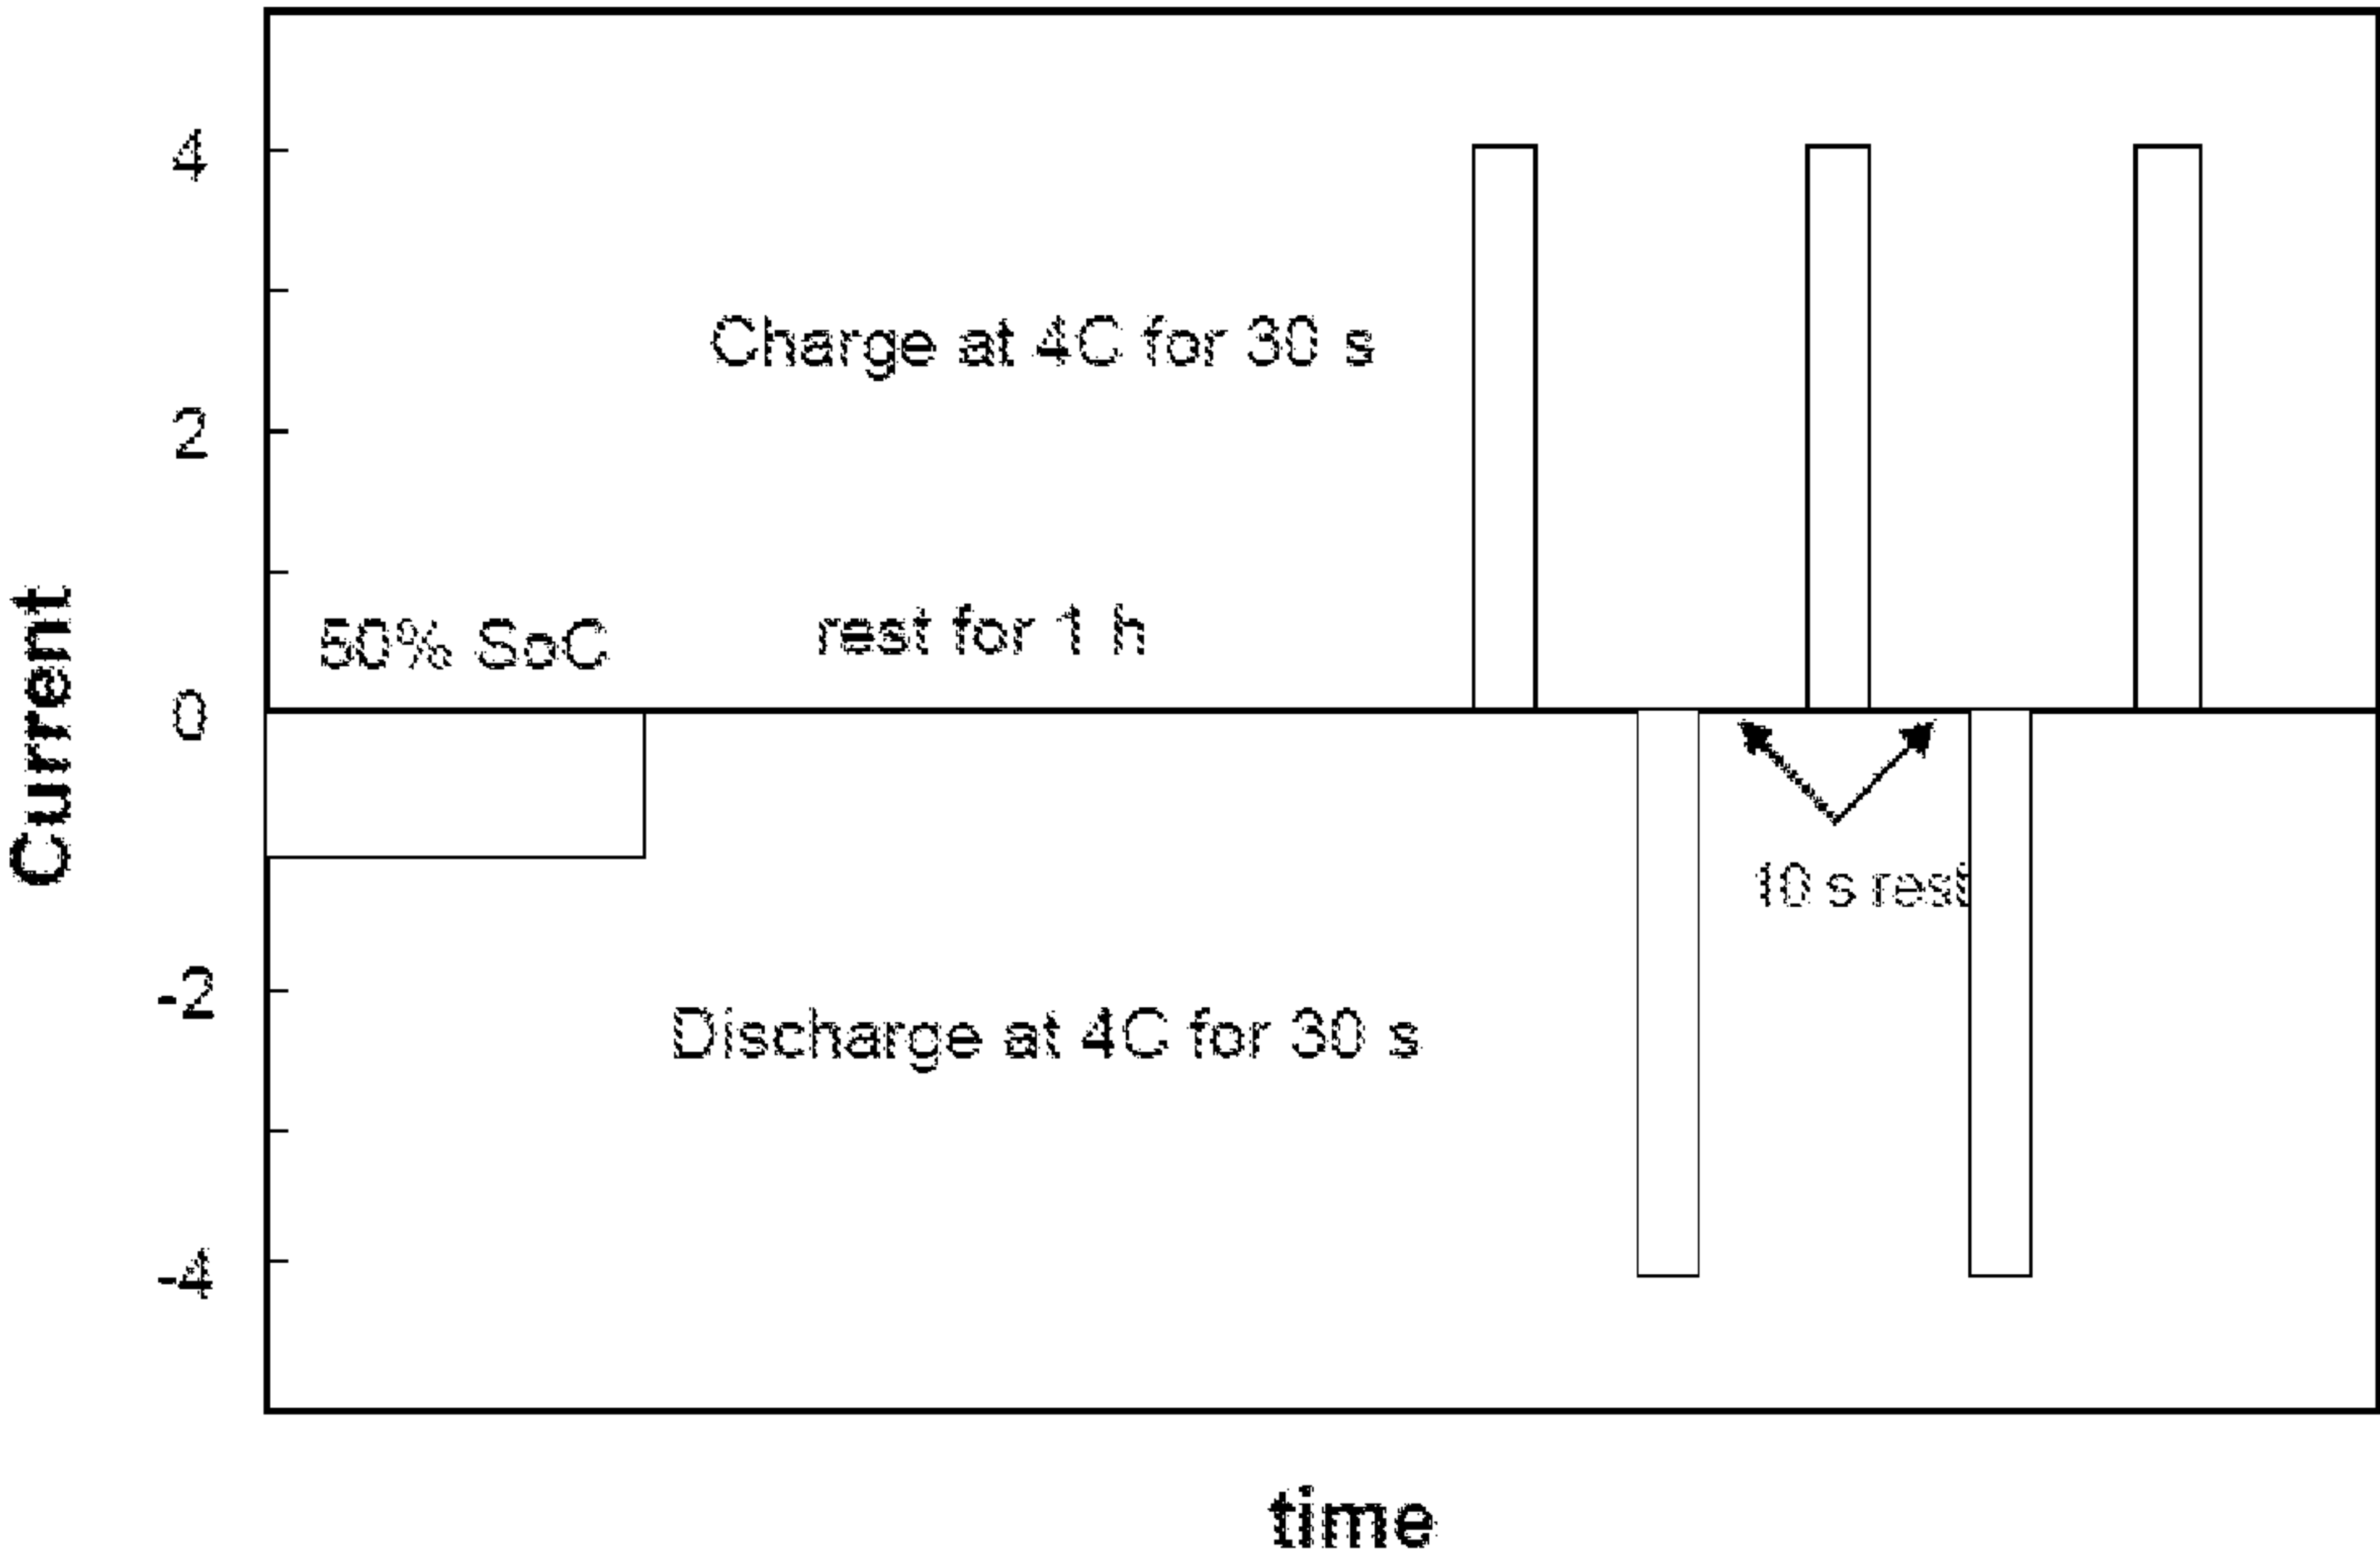 4
Charge at 4C for 30 s
2
50% SoC
rest for 1 h
0
Current
10 s rest
-2
Discharge at 4C for 30 s
-4
time